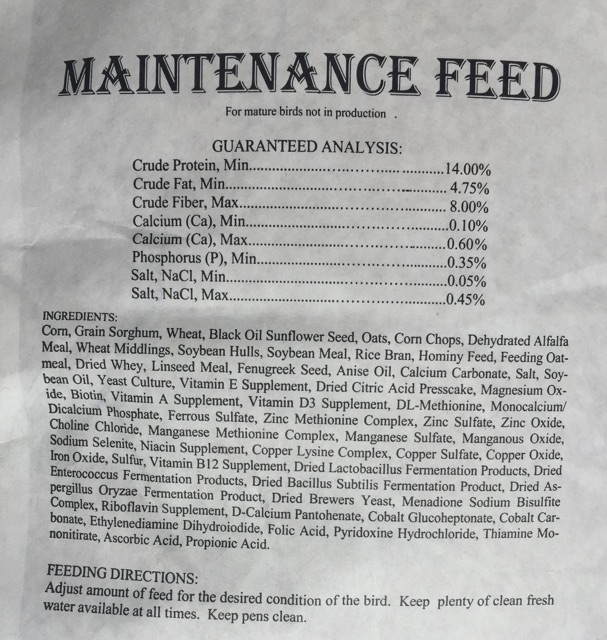 MAINTENANCE FEED
For mature birds not in production .
GUARANTEED ANALYSIS:
Crude Protein, Min..........................................................14.00%
Crude Fat, Min.............................................................. 4.75%
Crude Fiber, Max........................................................... 8.00%
Calcium (Ca), Min..........................................................0.10%
Calcium (Ca), Max..........................................................0.60%
Phosphorus (P), Min........................................................0.35%
Salt, NaCl, Min............................................................0.05%
Salt, NaCl, Max............................................................0.45%
INGREDIENTS:
Corn, Grain Sorghum, Wheat, Black Oil Sunflower Seed, Oats, Corn Chops, Dehydrated Alfalfa
Meal, Wheat Middlings, Soybean Hulls, Soybean Meal, Rice Bran, Hominy Feed, Feeding Oat-
meal, Dried Whey, Linseed Meal, Fenugreek Seed, Anise Oil, Calcium Carbonate, Salt, Soy-
bean Oil, Yeast Culture, Vitamin E Supplement, Dried Citric Acid Presscake, Magnesium Ox-
ide, Biotin, Vitamin A Supplement, Vitamin D3 Supplement, DL-Methionine, Monocalcium/
Dicalcium Phosphate, Ferrous Sulfate, Zinc Methionine Complex, Zinc Sulfate, Zinc Oxide,
Choline Chloride, Manganese Methionine Complex, Manganese Sulfate, Manganous Oxide,
Sodium Selenite, Niacin Supplement, Copper Lysine Complex, Copper Sulfate, Copper Oxide,
Iron Oxide, Sulfur, Vitamin B12 Supplement, Dried Lactobacillus Fermentation Products, Dried
Enterococcus Fermentation Products, Dried Bacillus Subtilis Fermentation Product, Dried As-
pergillus Oryzae Fermentation Product, Dried Brewers Yeast, Menadione Sodium Bisulfite
Complex, Riboflavin Supplement, D-Calcium Pantohenate, Cobalt Glucoheptonate, Cobalt Car-
bonate, Ethylenediamine Dihydroiodide, Folic Acid, Pyridoxine Hydrochloride, Thiamine Mo-
nonitirate, Ascorbic Acid, Propionic Acid.
FEEDING DIRECTIONS:
Adjust amount of feed for the desired condition of the bird. Keep plenty of clean fresh
water available at all times. Keep pens clean.